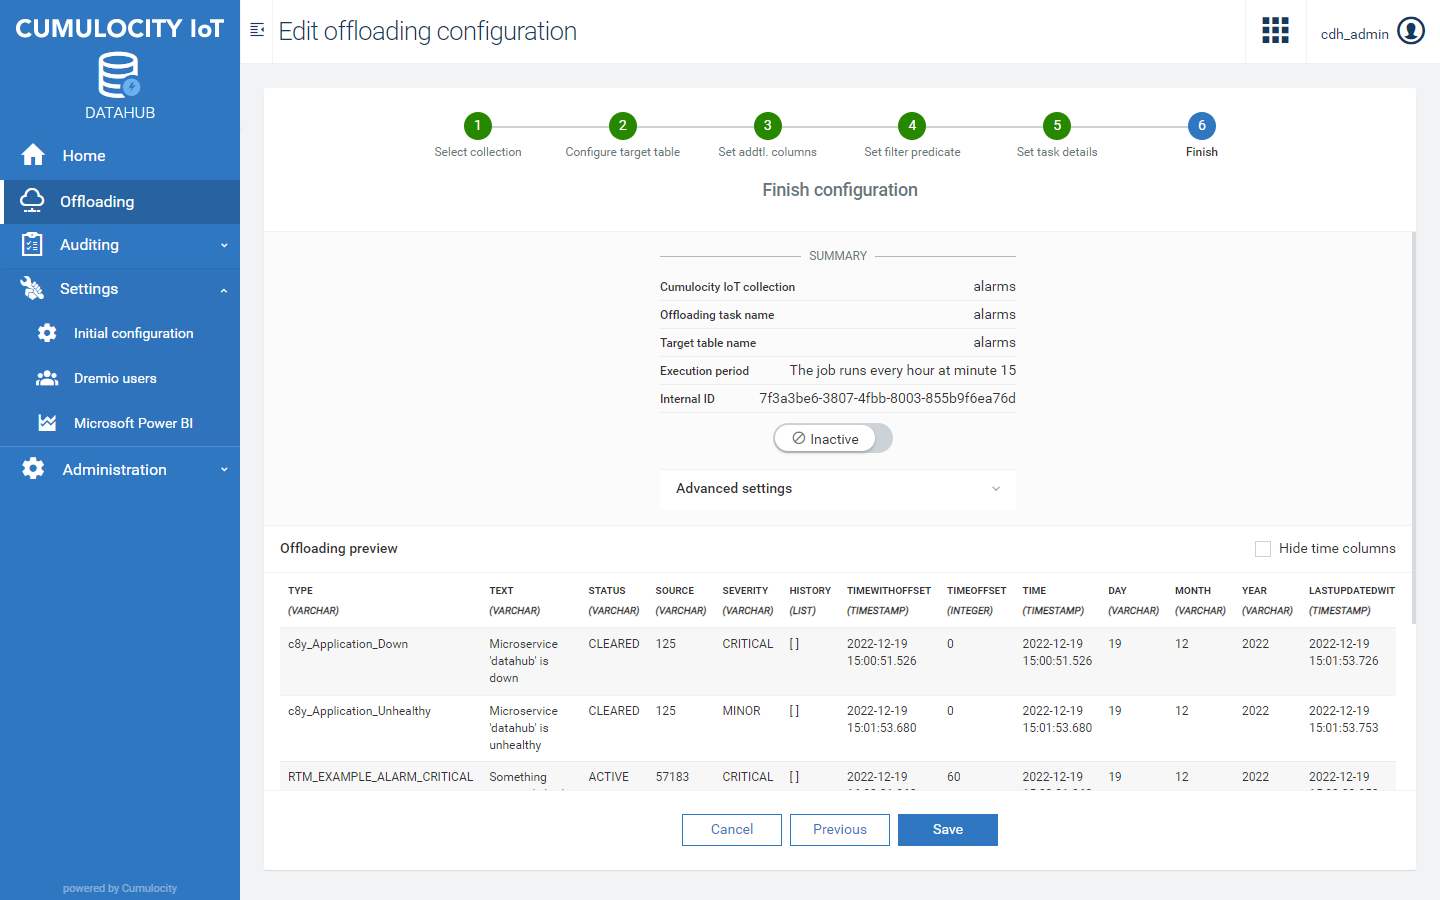 CUMULOCITY IoT
DATAHUB
Home
Offloading
Auditing
Settings
Initial configuration
Dremio users
Microsoft Power BI
Administration
powered by Cumulocity
Edit offloading configuration
cdh_admin
1 2 3 4 5 6
Select collection Configure target table Set addtl. columns Set filter predicate Set task details Finish
Finish configuration
SUMMARY
Cumulocity IoT collection alarms
Offloading task name alarms
Target table name alarms
Execution period The job runs every hour at minute 15
Internal ID 7f3a3be6-3807-4fbb-8003-855b9f6ea76d
Inactive
Advanced settings
Offloading preview Hide time columns
TYPE TEXT STATUS SOURCE SEVERITY HISTORY TIMEWITHOFFSET TIMEOFFSET TIME DAY MONTH YEAR LASTUPDATEDWIT
(VARCHAR) (VARCHAR) (VARCHAR) (VARCHAR) (VARCHAR) (LIST) (TIMESTAMP) (INTEGER) (TIMESTAMP) (VARCHAR) (VARCHAR) (VARCHAR) (TIMESTAMP)
c8y_Application_Down Microservice CLEARED 125 CRITICAL [ ] 2022-12-19 0 2022-12-19 19 12 2022 2022-12-19
'datahub' is 15:00:51.526 15:00:51.526 15:01:53.726
down
c8y_Application_Unhealthy Microservice CLEARED 125 MINOR [ ] 2022-12-19 0 2022-12-19 19 12 2022 2022-12-19
'datahub' is 15:01:53.680 15:01:53.680 15:01:53.753
unhealthy
RTM_EXAMPLE_ALARM_CRITICAL Something ACTIVE 57183 CRITICAL [ ] 2022-12-19 60 2022-12-19 19 12 2022 2022-12-19
Cancel Previous Save